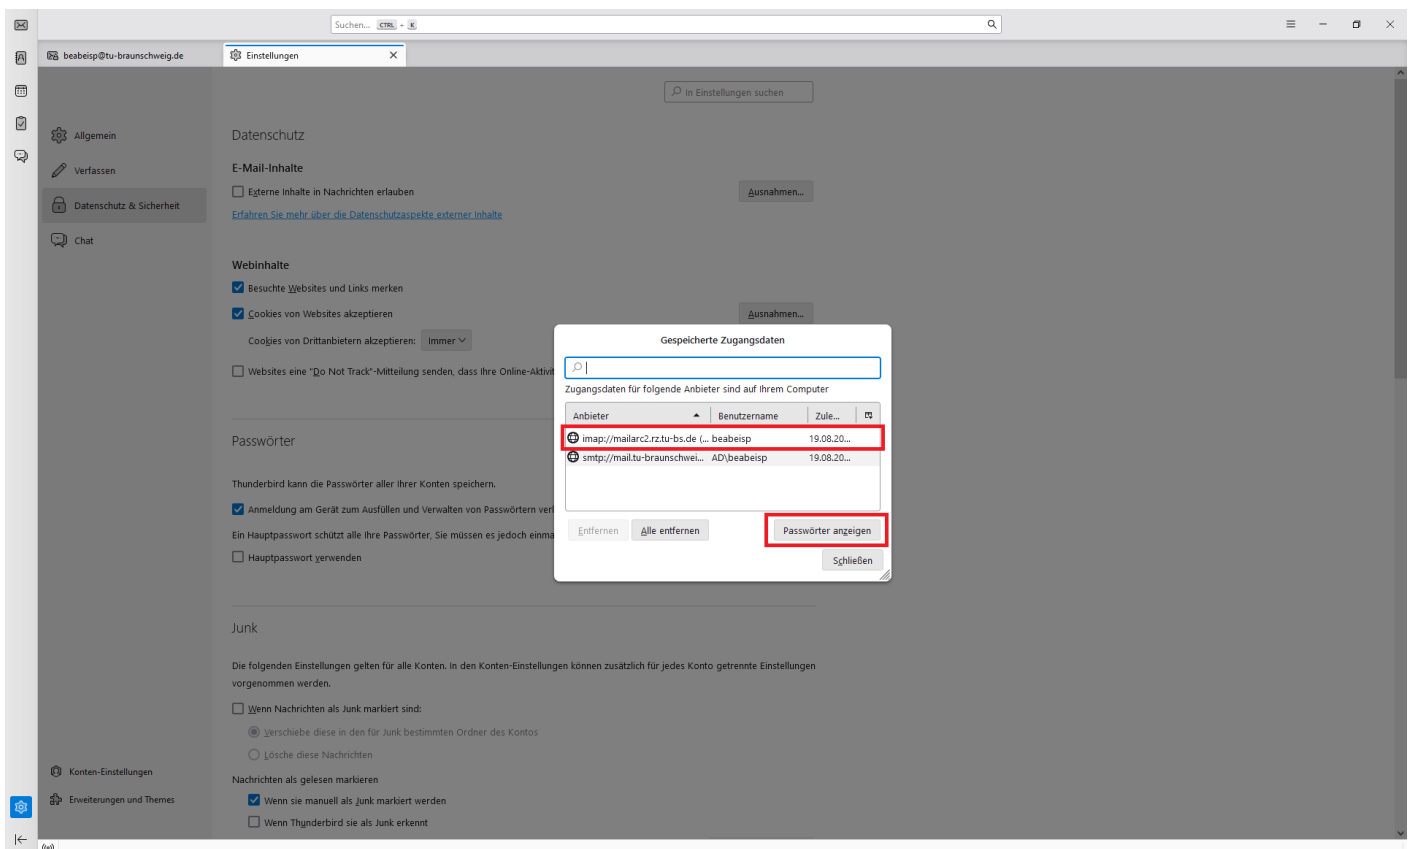 Suchen... CTRL + K
beabeisp@tu-braunschweig.de
Einstellungen
In Einstellungen suchen
Allgemein
Verfassen
Datenschutz & Sicherheit
Chat
Datenschutz
E-Mail-Inhalte
Externe Inhalte in Nachrichten erlauben
Ausnahmen...
Erfahren Sie mehr über die Datenschutzaspekte externer Inhalte
Webinhalte
Besuchte Websites und Links merken
Cookies von Websites akzeptieren
Ausnahmen...
Cookies von Drittanbietern akzeptieren: Immer
Websites eine "Do Not Track"-Mitteilung senden, dass Ihre Online-Aktivit
Passwörter
Thunderbird kann die Passwörter aller Ihrer Konten speichern.
Anmeldung am Gerät zum Ausfüllen und Verwalten von Passwörtern verl
Ein Hauptpasswort schützt alle Ihre Passwörter, Sie müssen es jedoch einma
Hauptpasswort verwenden
Gespeicherte Zugangsdaten
Zugangsdaten für folgende Anbieter sind auf Ihrem Computer
Anbieter Benutzername Zule...
imap://mailarc2.rz.tu-bs.de (... beabeisp 19.08.20...
smtp://mail.tu-braunschwei... AD\beabeisp 19.08.20...
Entfernen Alle entfernen Passwörter anzeigen
Schließen
Junk
Die folgenden Einstellungen gelten für alle Konten. In den Konten-Einstellungen können zusätzlich für jedes Konto getrennte Einstellungen
vorgenommen werden.
Wenn Nachrichten als Junk markiert sind:
Verschiebe diese in den für Junk bestimmten Ordner des Kontos
Lösche diese Nachrichten
Nachrichten als gelesen markieren
Wenn sie manuell als Junk markiert werden
Wenn Thunderbird sie als Junk erkennt
Konten-Einstellungen
Erweiterungen und Themes